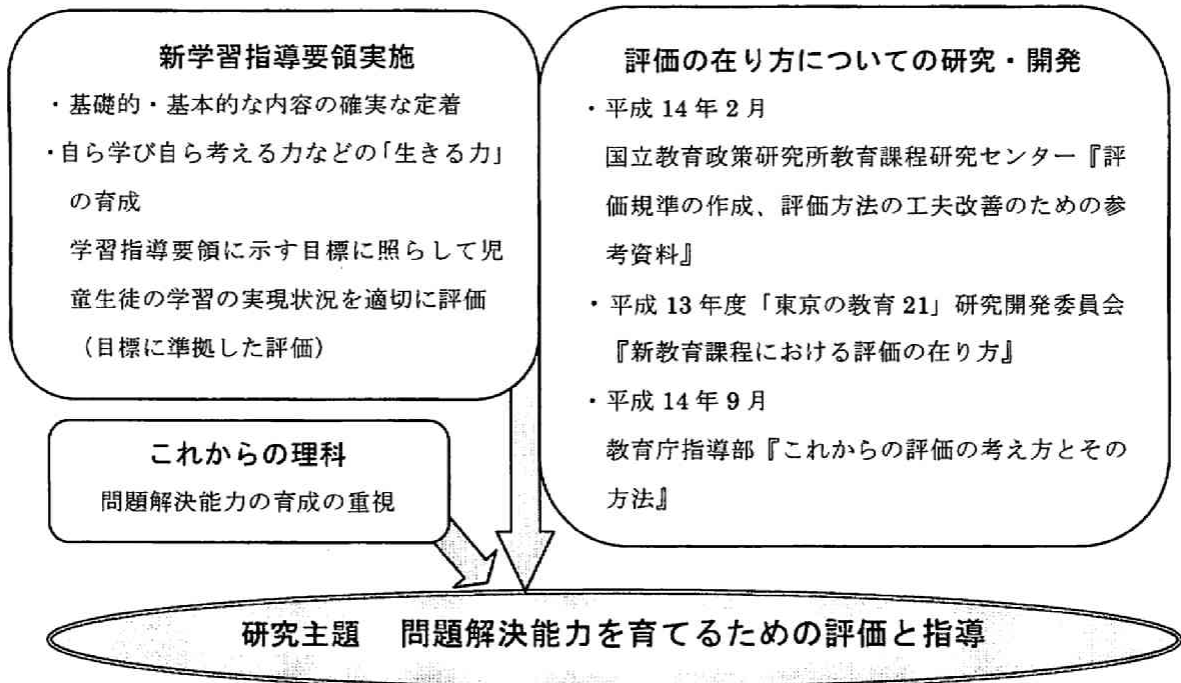 新学習指導要領実施
・基礎的・基本的な内容の確実な定着
・自ら学び自ら考える力などの「生きる力」
の育成
学習指導要領に示す目標に照らして児
童生徒の学習の実現状況を適切に評価
（目標に準拠した評価）
評価の在り方についての研究・開発
・平成 14 年 2 月
国立教育政策研究所教育課程研究センター『評
価規準の作成、評価方法の工夫改善のための参
考資料』
・平成 13 年度「東京の教育 21」研究開発委員会
『新教育課程における評価の在り方』
・平成 14 年 9 月
教育庁指導部『これからの評価の考え方とその
方法』
これからの理科
問題解決能力の育成の重視
研究主題　問題解決能力を育てるための評価と指導